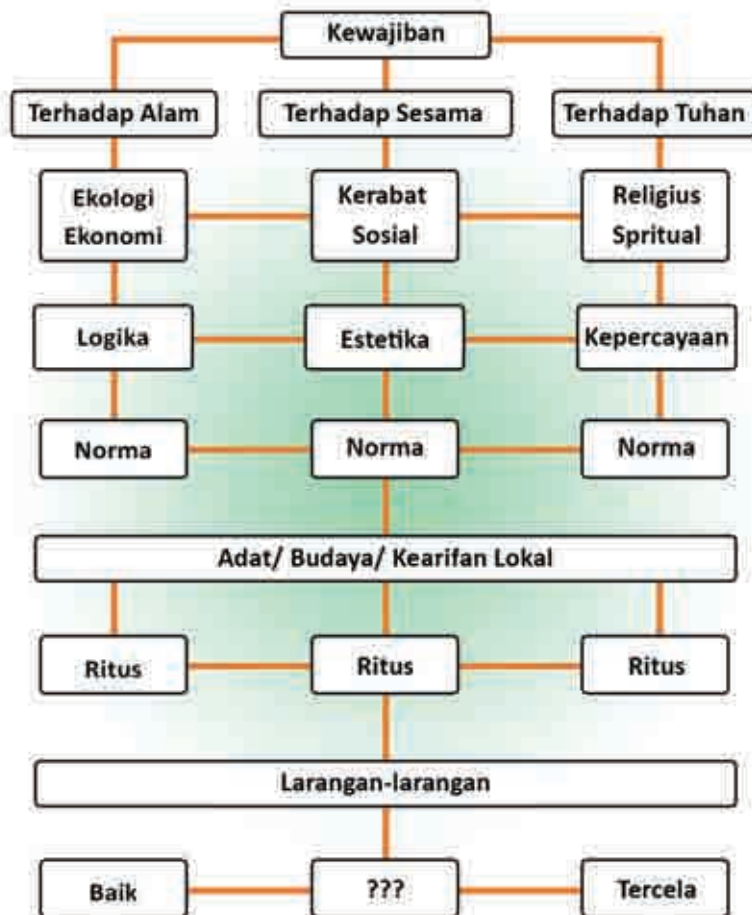 Kewajiban
Terhadap Alam
Terhadap Sesama
Terhadap Tuhan
Ekologi
Ekonomi
Kerabat
Sosial
Religius
Spritual
Logika
Estetika
Kepercayaan
Norma
Norma
Norma
Adat/ Budaya/ Kearifan Lokal
Ritus
Ritus
Ritus
Larangan-larangan
Baik
???
Tercela